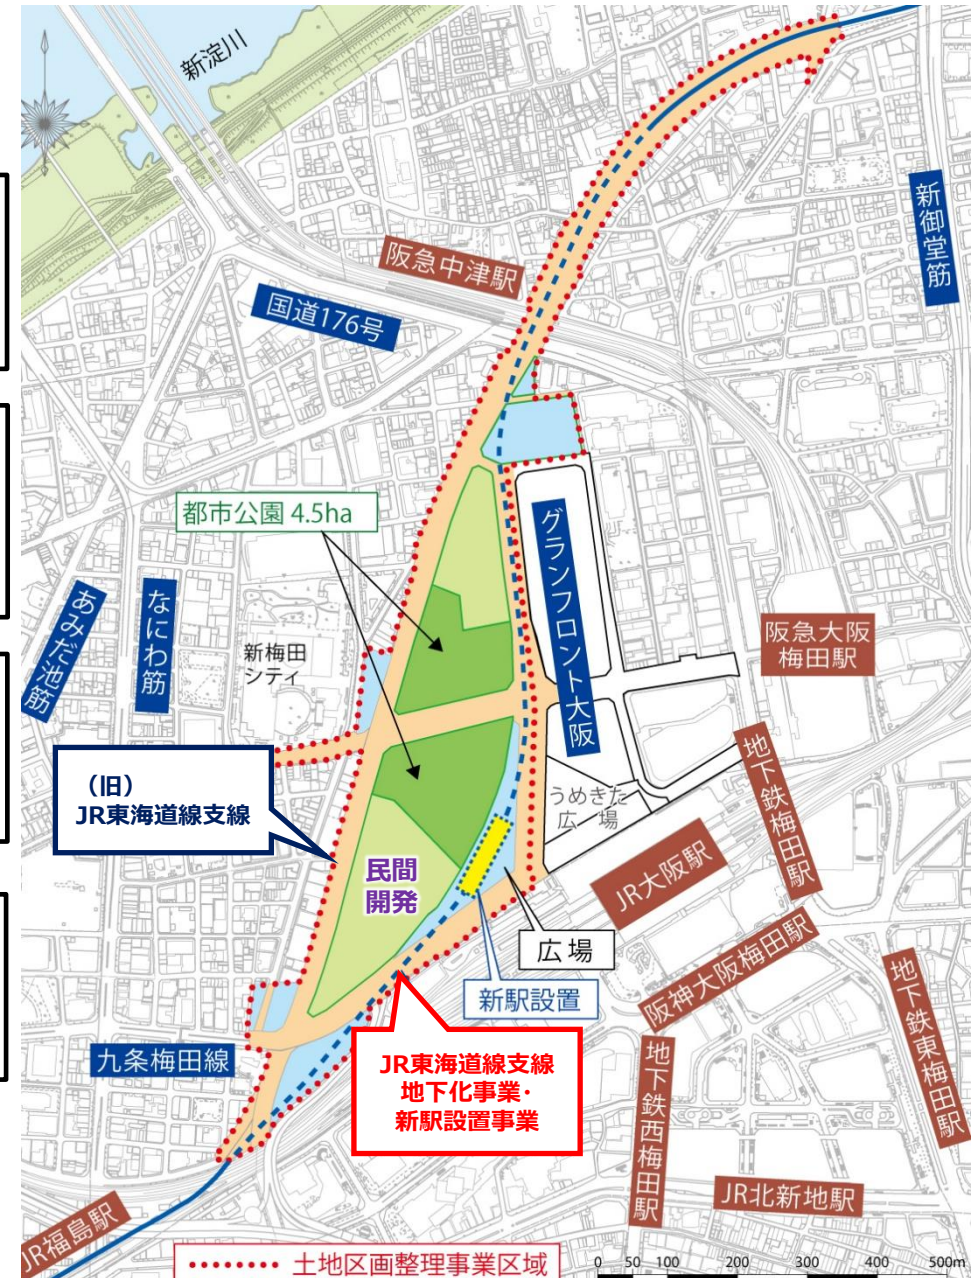 新淀川
新御堂筋
阪急中津駅
国道176号
都市公園 4.5ha
グランフロント大阪
あみだ池筋
なにわ筋
新梅田
シティ
阪急大阪
梅田駅
（旧）
JR東海道線支線
うめきた
広場
地下鉄梅田駅
民間
開発
JR大阪駅
広場
新駅設置
阪神大阪梅田駅
地下鉄東梅田駅
九条梅田線
JR東海道線支線
地下化事業･
新駅設置事業
地下鉄西梅田駅
JR北新地駅
JR福島駅
土地区画整理事業区域
0 50 100 200 300 400 500m